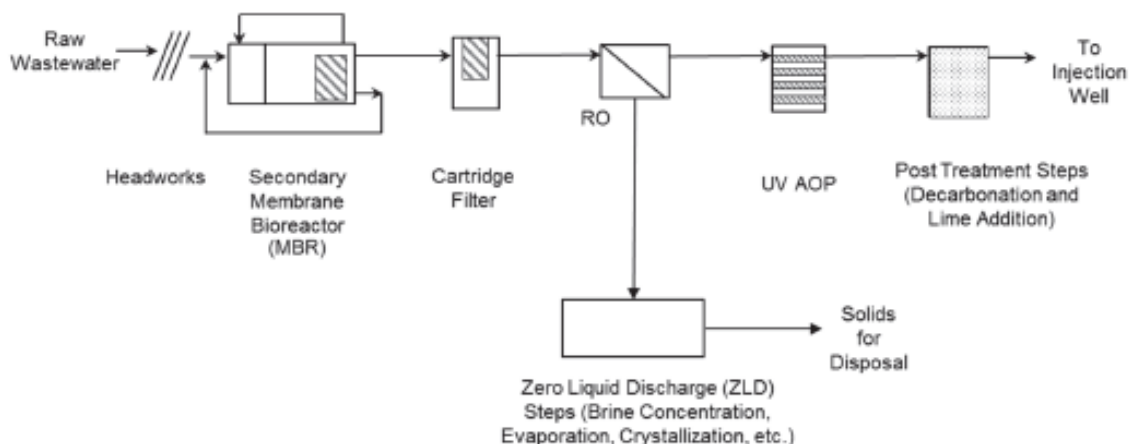 Raw
Wastewater
To
Injection
Well
RO
Headworks
Secondary
Membrane
Bioreactor
(MBR)
Cartridge
Filter
UV AOP
Post Treatment Steps
(Decarbonation and
Lime Addition)
Solids
for
Disposal
Zero Liquid Discharge (ZLD)
Steps (Brine Concentration,
Evaporation, Crystallization, etc.)